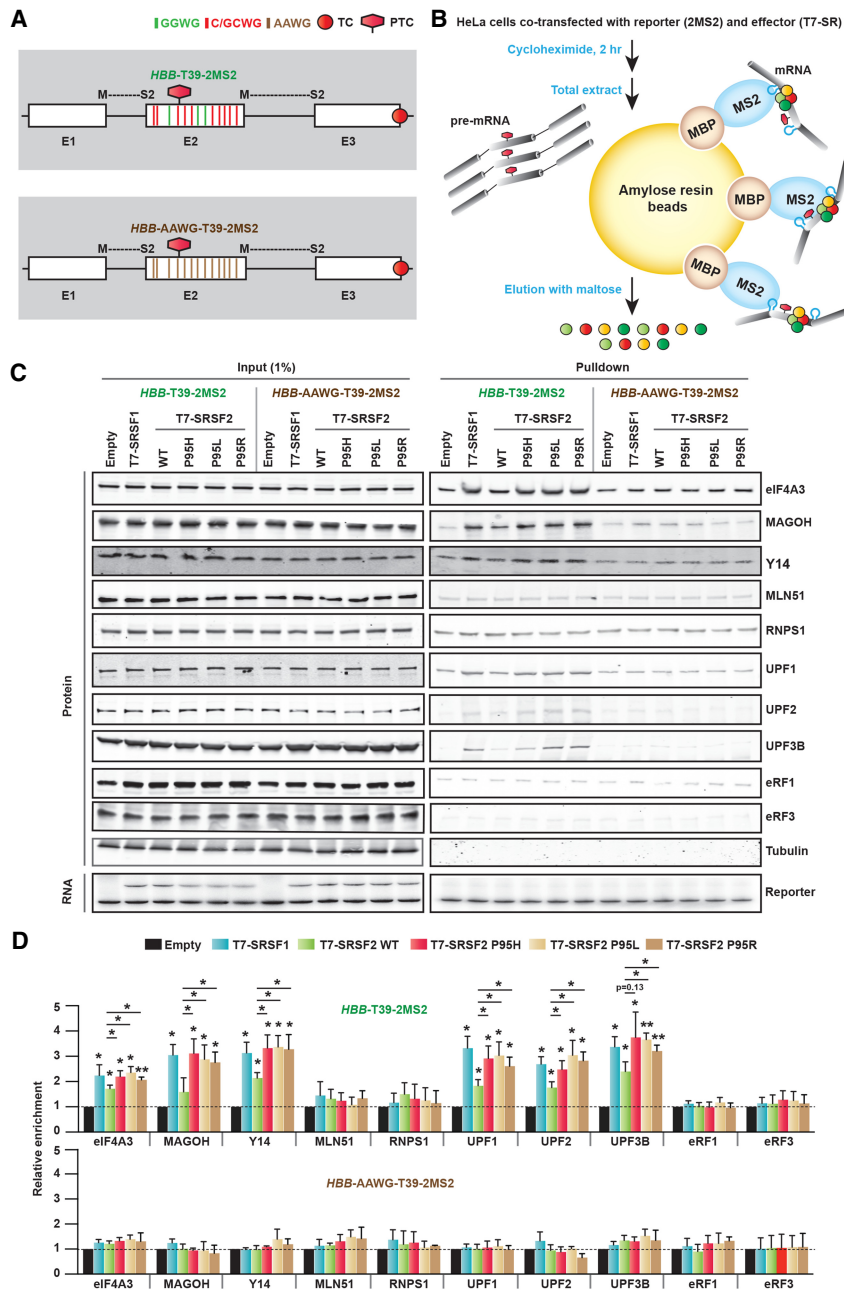 A
GGWG C/GCWG AAWG TC PTC
HBB-T39-2MS2
M--------S2 M------------S2
E1 E2 E3
HBB-AAWG-T39-2MS2
M--------S2 M------------S2
E1 E2 E3
B
HeLa cells co-transfected with reporter (2MS2) and effector (T7-SR)
Cycloheximide, 2 hr
Total extract
pre-mRNA
mRNA
MBP MS2
Amylose resin
beads
MBP MS2
MBP MS2
Elution with maltose
C
Input (1%) Pulldown
HBB-T39-2MS2 HBB-AAWG-T39-2MS2 HBB-T39-2MS2 HBB-AAWG-T39-2MS2
T7-SRSF2 T7-SRSF2 T7-SRSF2 T7-SRSF2
Empty T7-SRSF1 WT P95H P95L P95R Empty T7-SRSF1 WT P95H P95L P95R Empty T7-SRSF1 WT P95H P95L P95R Empty T7-SRSF1 WT P95H P95L P95R
Protein
eIF4A3
MAGOH
Y14
MLN51
RNPS1
UPF1
UPF2
UPF3B
eRF1
eRF3
Tubulin
RNA
Reporter
D
Empty T7-SRSF1 T7-SRSF2 WT T7-SRSF2 P95H T7-SRSF2 P95L T7-SRSF2 P95R
Relative enrichment
HBB-T39-2MS2
p=0.13
5
4
3
2
1
0
eIF4A3 MAGOH Y14 MLN51 RNPS1 UPF1 UPF2 UPF3B eRF1 eRF3
HBB-AAWG-T39-2MS2
5
4
3
2
1
0
eIF4A3 MAGOH Y14 MLN51 RNPS1 UPF1 UPF2 UPF3B eRF1 eRF3